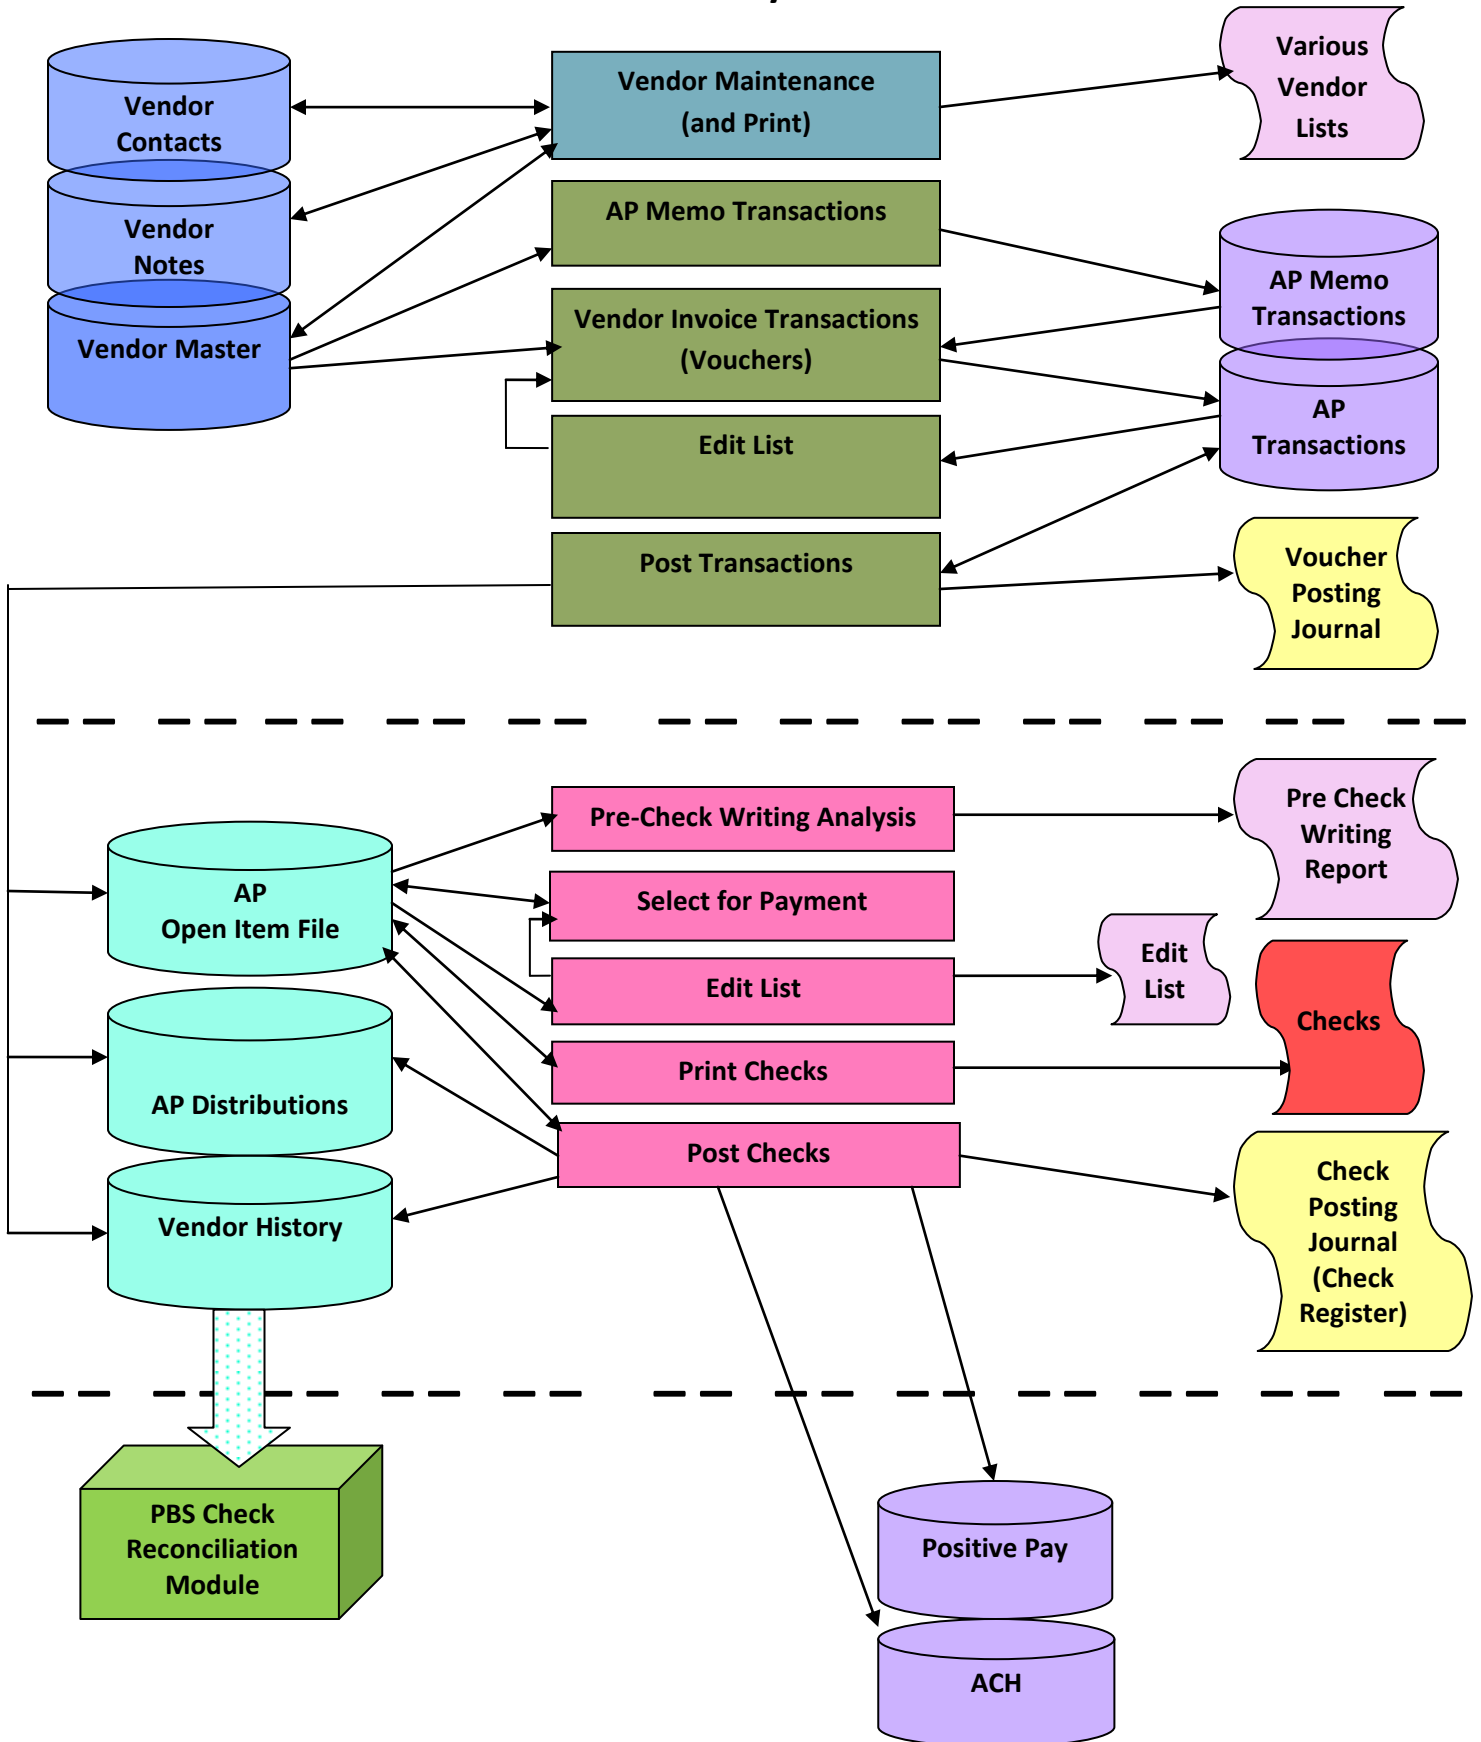 Vendor
Contacts
Vendor
Notes
Vendor Master
Vendor Maintenance
(and Print)
AP Memo Transactions
Vendor Invoice Transactions
(Vouchers)
Edit List
Post Transactions
Various
Vendor
Lists
AP Memo
Transactions
AP
Transactions
Voucher
Posting
Journal
AP
Open Item File
AP Distributions
Vendor History
Pre-Check Writing Analysis
Select for Payment
Edit List
Print Checks
Post Checks
Pre Check
Writing
Report
Edit
List
Checks
Check
Posting
Journal
(Check
Register)
PBS Check
Reconciliation
Module
Positive Pay
ACH